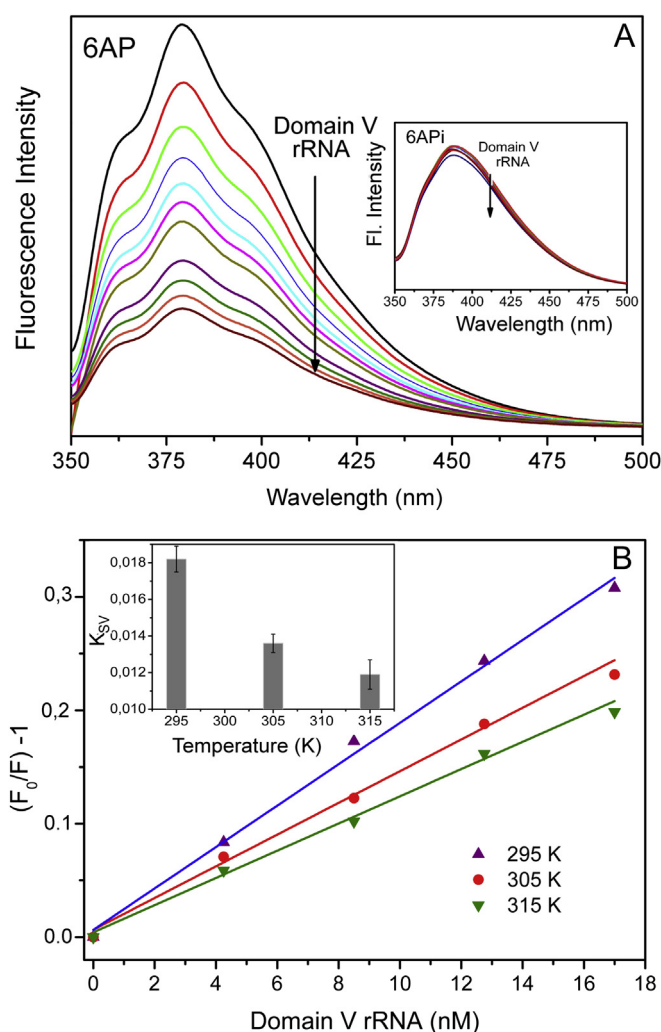 6AP
A
Fluorescence Intensity
Domain V
rRNA
6APi
Domain V
rRNA
Fl. Intensity
350 375 400 425 450 475 500
Wavelength (nm)
350 375 400 425 450 475 500
Wavelength (nm)
B
0,018
0,016
0,014
0,012
0,010
K_SV
295 300 305 310 315
Temperature (K)
0,3
0,2
0.1
0.0
(F₀/F) -1
295 K
305 K
315 K
0 2 4 6 8 10 12 14 16 18
Domain V rRNA (nM)